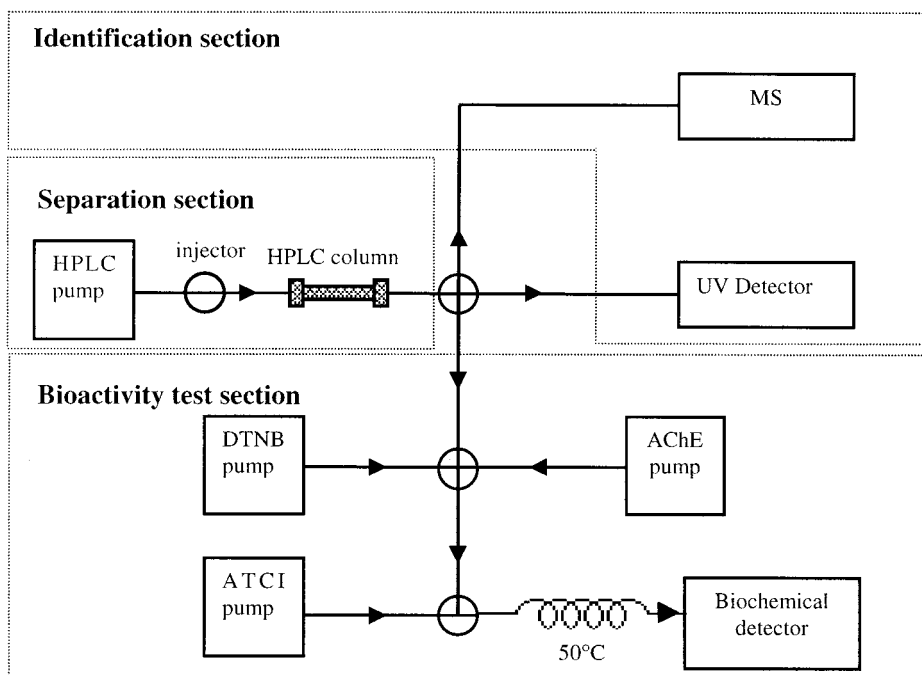 Identification section
MS
Separation section
injector
HPLC column
HPLC
pump
UV Detector
Bioactivity test section
DTNB
pump
AChE
pump
ATCI
pump
50°C
Biochemical
detector